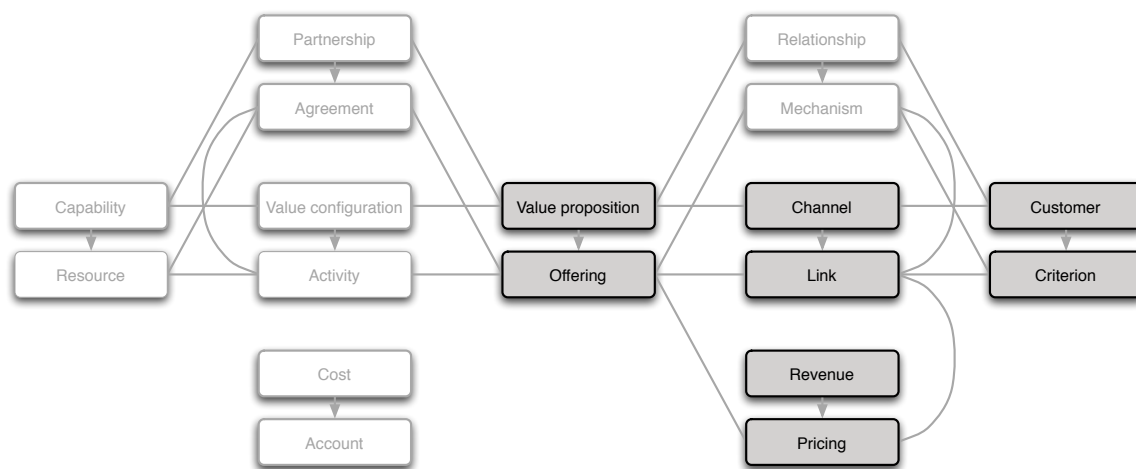 Partnership
Relationship
Agreement
Mechanism
Capability
Value configuration
Value proposition
Channel
Customer
Resource
Activity
Offering
Link
Criterion
Cost
Revenue
Account
Pricing